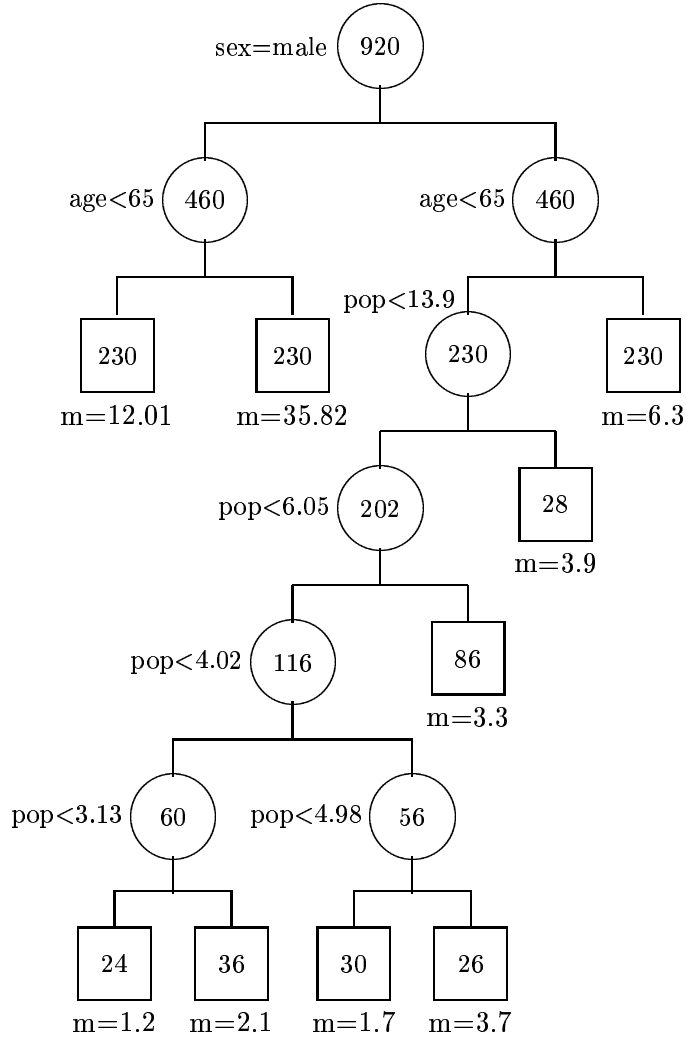 sex=male 920
age<65 460 age<65 460
pop<13.9
230 230 230 230
m=12.01 m=35.82 m=6.3
pop<6.05 202 28
m=3.9
pop<4.02 116 86
m=3.3
pop<3.13 60 pop<4.98 56
24 36 30 26
m=1.2 m=2.1 m=1.7 m=3.7